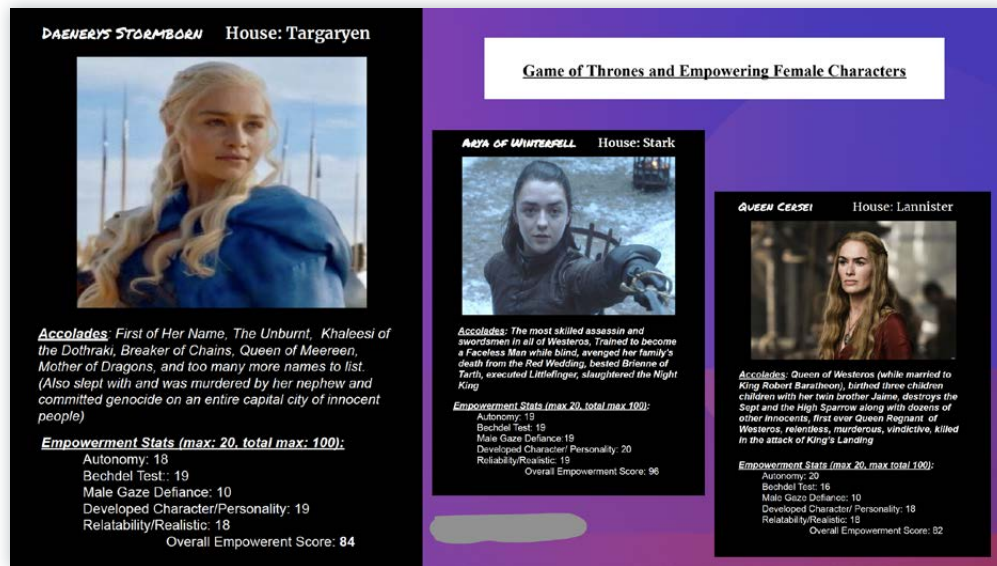 DAENERYS STORMBORN House: Targaryen
Accolades: First of Her Name, The Unburnt, Khaleesi of
the Dothraki, Breaker of Chains, Queen of Meereen,
Mother of Dragons, and too many more names to list.
(Also slept with and was murdered by her nephew and
committed genocide on an entire capital city of innocent
people)
Empowerment Stats (max: 20, total max: 100):
Autonomy: 18
Bechdel Test:: 19
Male Gaze Defiance: 10
Developed Character/Personality: 19
Relatability/Realistic: 18
Overall Empowerent Score: 84
Game of Thrones and Empowering Female Characters
ARYA OF WINTERFELL House: Stark
Accolades: The most skilled assassin and
swordsmen in all of Westeros, Trained to become
a Faceless Man while blind, avenged her family's
death from the Red Wedding, bested Brienne of
Tarth, executed Littlefinger, slaughtered the Night
King
Empowerment Stats (max 20, total max 100):
Autonomy: 19
Bechdel Test: 19
Male Gaze Defiance:19
Developed Character/ Personality: 20
Reliability/Realistic: 19
Overall Empowerment Score: 96
QUEEN CERSEI House: Lannister
Accolades: Queen of Westeros (while married to
King Robert Baratheon), birthed three children
children with her twin brother Jaime, destroys the
Sept and the High Sparrow along with dozens of
other innocents, first ever Queen Regnant of
Westeros, relentless, murderous, vindictive, killed
in the attack of King's Landing
Empowerment Stats (max 20, max total 100):
Autonomy: 20
Bechdel Test: 16
Male Gaze Defiance: 10
Developed Character/ Personality: 18
Relatability/Realistic: 18
Overall Empowerment Score: 82